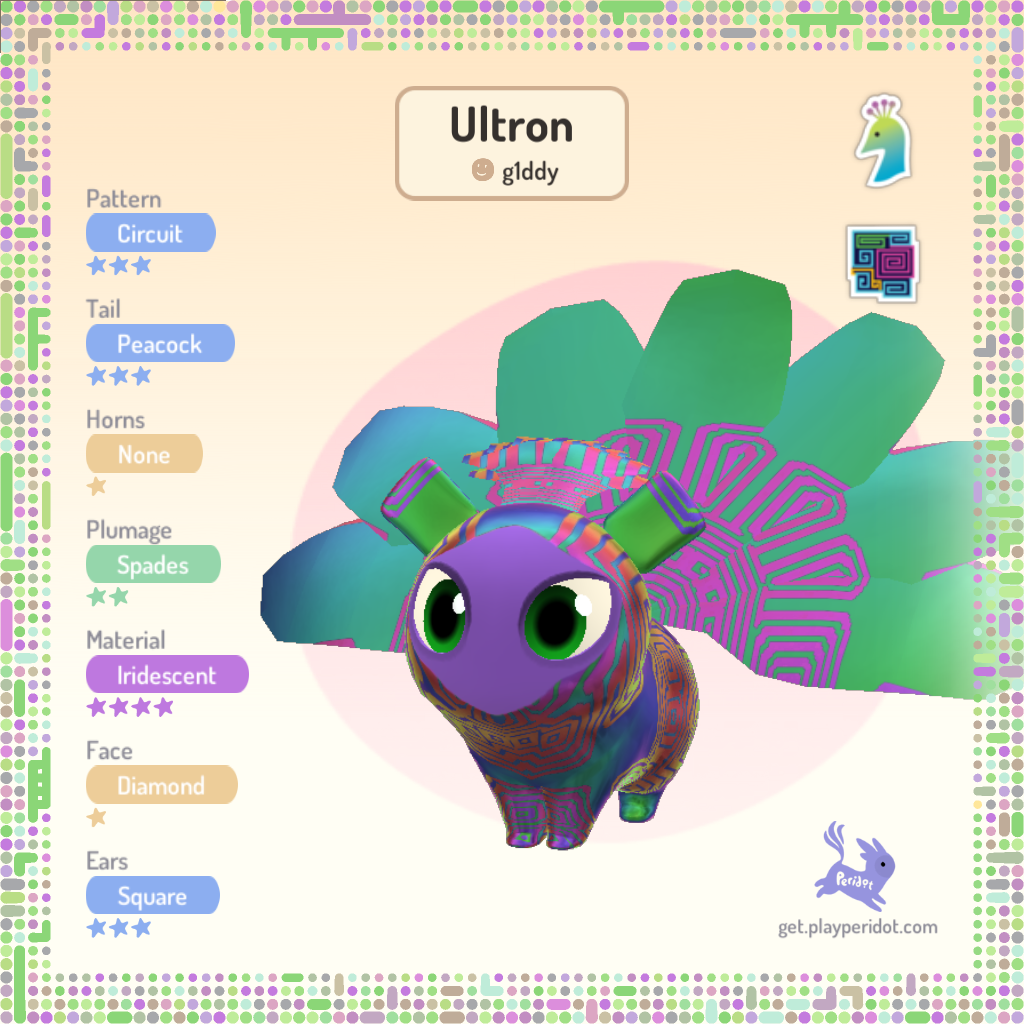 Ultron
g1ddy
Pattern
Circuit
Tail
Peacock
Horns
None
Plumage
Spades
Material
Iridescent
Face
Diamond
Ears
Square
Peridot
get.playperidot.com